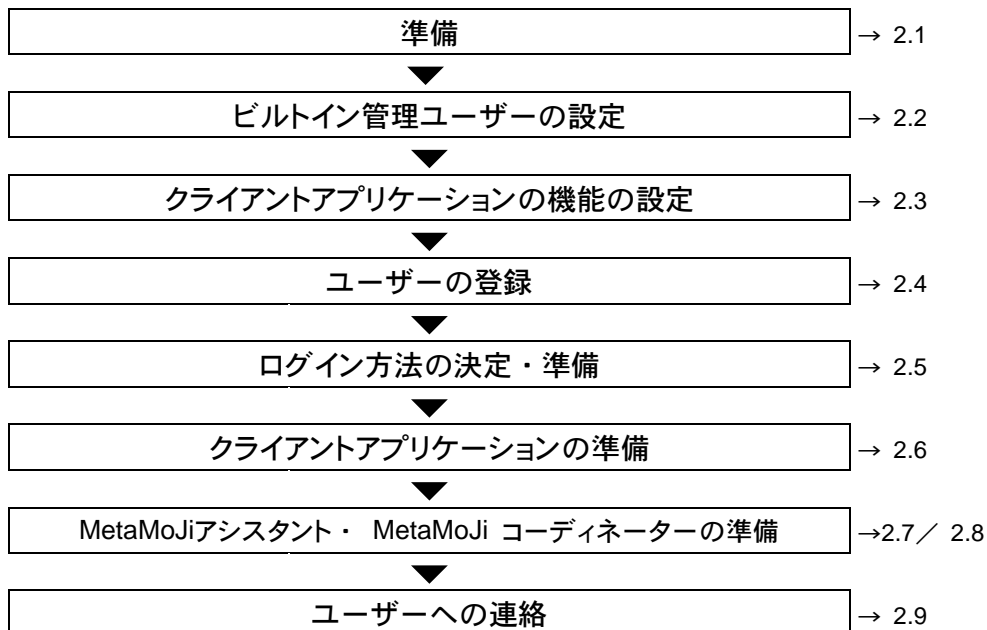 準備 → 2.1
ビルトイン管理ユーザーの設定 → 2.2
クライアントアプリケーションの機能の設定 → 2.3
ユーザーの登録 → 2.4
ログイン方法の決定・準備 → 2.5
クライアントアプリケーションの準備 → 2.6
MetaMoJiアシスタント・ MetaMoJi コーディネーターの準備 →2.7／ 2.8
ユーザーへの連絡 → 2.9